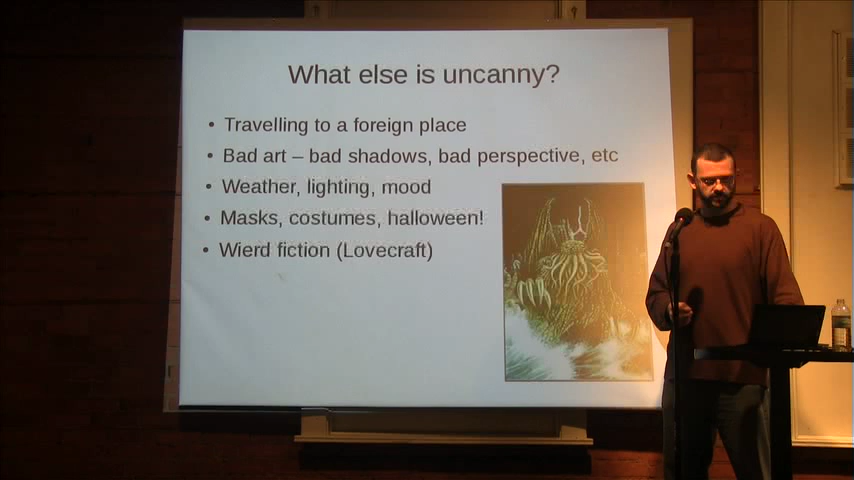 What else is uncanny?
• Travelling to a foreign place
• Bad art – bad shadows, bad perspective, etc
• Weather, lighting, mood
• Masks, costumes, halloween!
• Wierd fiction (Lovecraft)